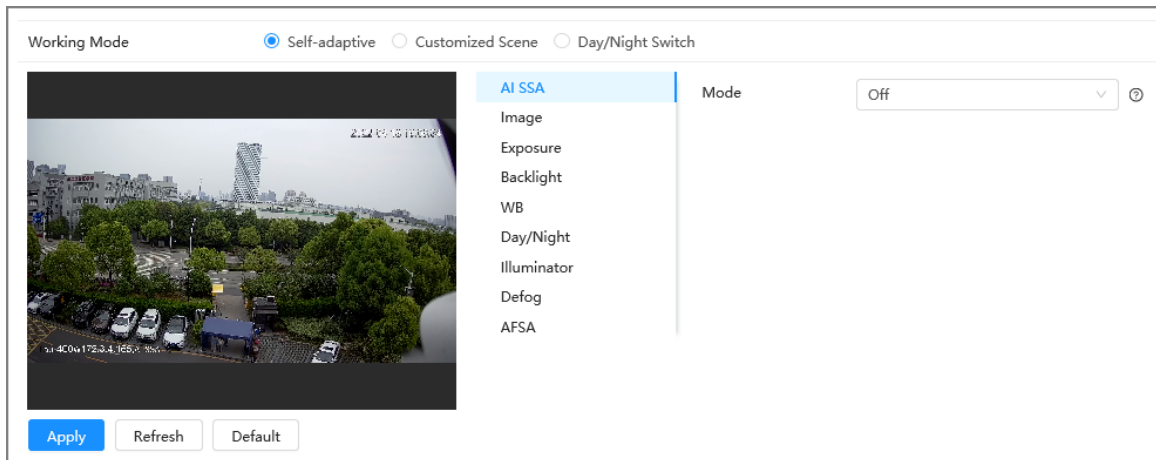 Working Mode
Self-adaptive
Customized Scene
Day/Night Switch
AI SSA
Image
Exposure
Backlight
WB
Day/Night
Illuminator
Defog
AFSA
Mode
Off
Apply
Refresh
Default